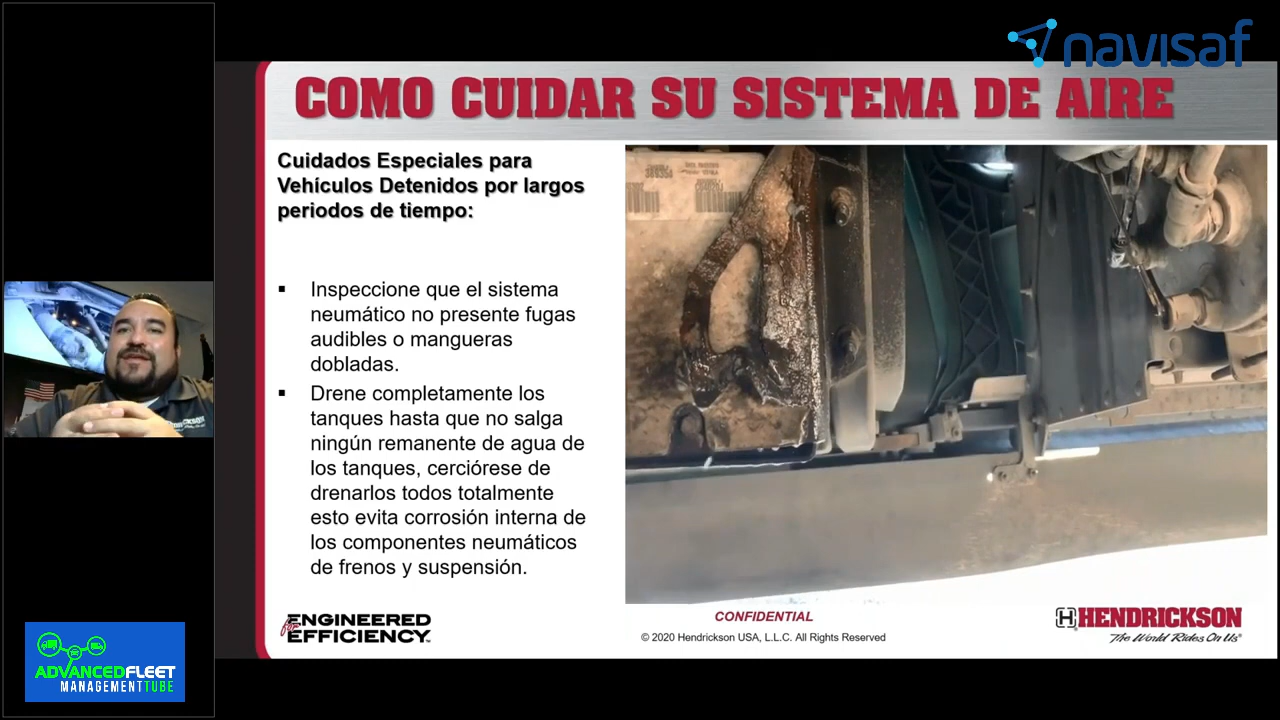 navisaf
COMO CUIDAR SU SISTEMA DE AIRE
Cuidados Especiales para
Vehículos Detenidos por largos
periodos de tiempo:
▪ Inspeccione que el sistema
neumático no presente fugas
audibles o mangueras
dobladas.
▪ Drene completamente los
tanques hasta que no salga
ningún remanente de agua de
los tanques, cerciórese de
drenarlos todos totalmente
esto evita corrosión interna de
los componentes neumáticos
de frenos y suspensión.
ENGINEERED
for EFFICIENCY™
CONFIDENTIAL
© 2020 Hendrickson USA, L.L.C. All Rights Reserved
H HENDRICKSON
The World Rides On Us®
ADVANCEDFLEET
MANAGEMENTTUBE